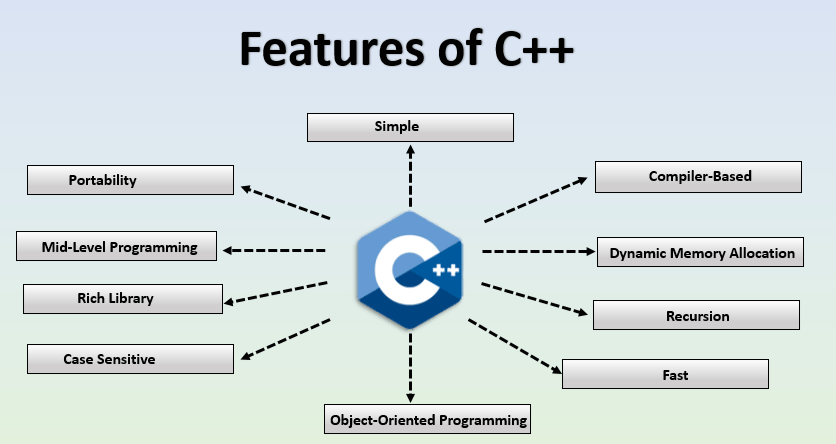 Features of C++
Simple
Portability
Compiler-Based
Mid-Level Programming
Dynamic Memory Allocation
C++
Rich Library
Recursion
Case Sensitive
Fast
Object-Oriented Programming